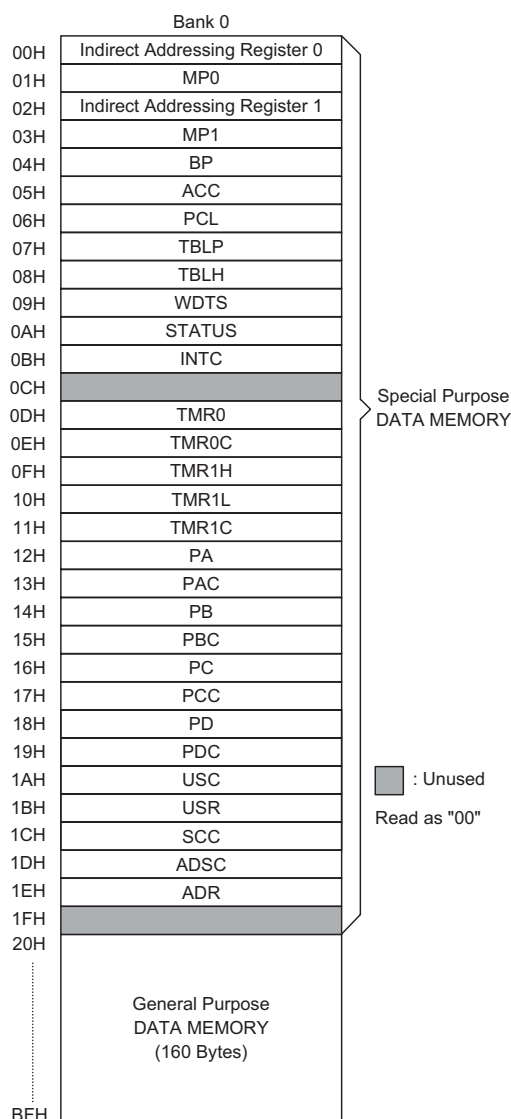 Bank 0
00H Indirect Addressing Register 0
01H MP0
02H Indirect Addressing Register 1
03H MP1
04H BP
05H ACC
06H PCL
07H TBLP
08H TBLH
09H WDTS
0AH STATUS
0BH INTC
0CH
0DH TMR0
0EH TMR0C
0FH TMR1H
10H TMR1L
11H TMR1C
12H PA
13H PAC
14H PB
15H PBC
16H PC
17H PCC
18H PD
19H PDC
1AH USC
1BH USR
1CH SCC
1DH ADSC
1EH ADR
1FH
20H
General Purpose
DATA MEMORY
(160 Bytes)
BFH
Special Purpose
DATA MEMORY
: Unused
Read as "00"